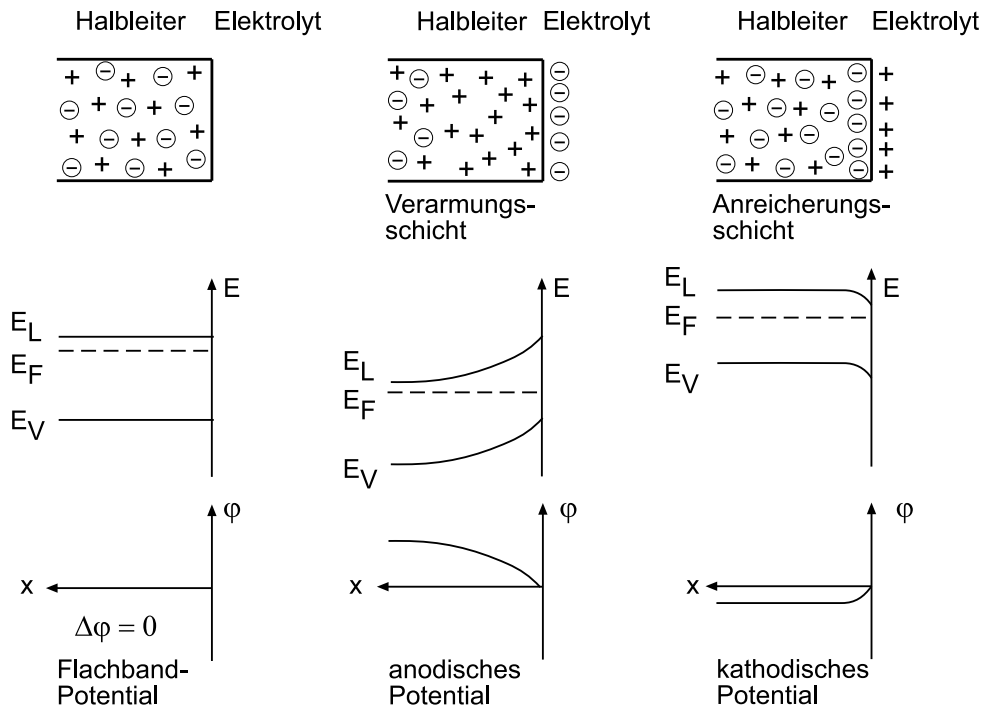 Halbleiter Elektrolyt
Halbleiter Elektrolyt
Halbleiter Elektrolyt
Verarmungs-
schicht
Anreicherungs-
schicht
E
E_L
E_F
E_V
E
E_L
E_F
E_V
E
E_L
E_F
E_V
φ
x
Δφ = 0
φ
x
φ
x
Flachband-
Potential
anodisches
Potential
kathodisches
Potential